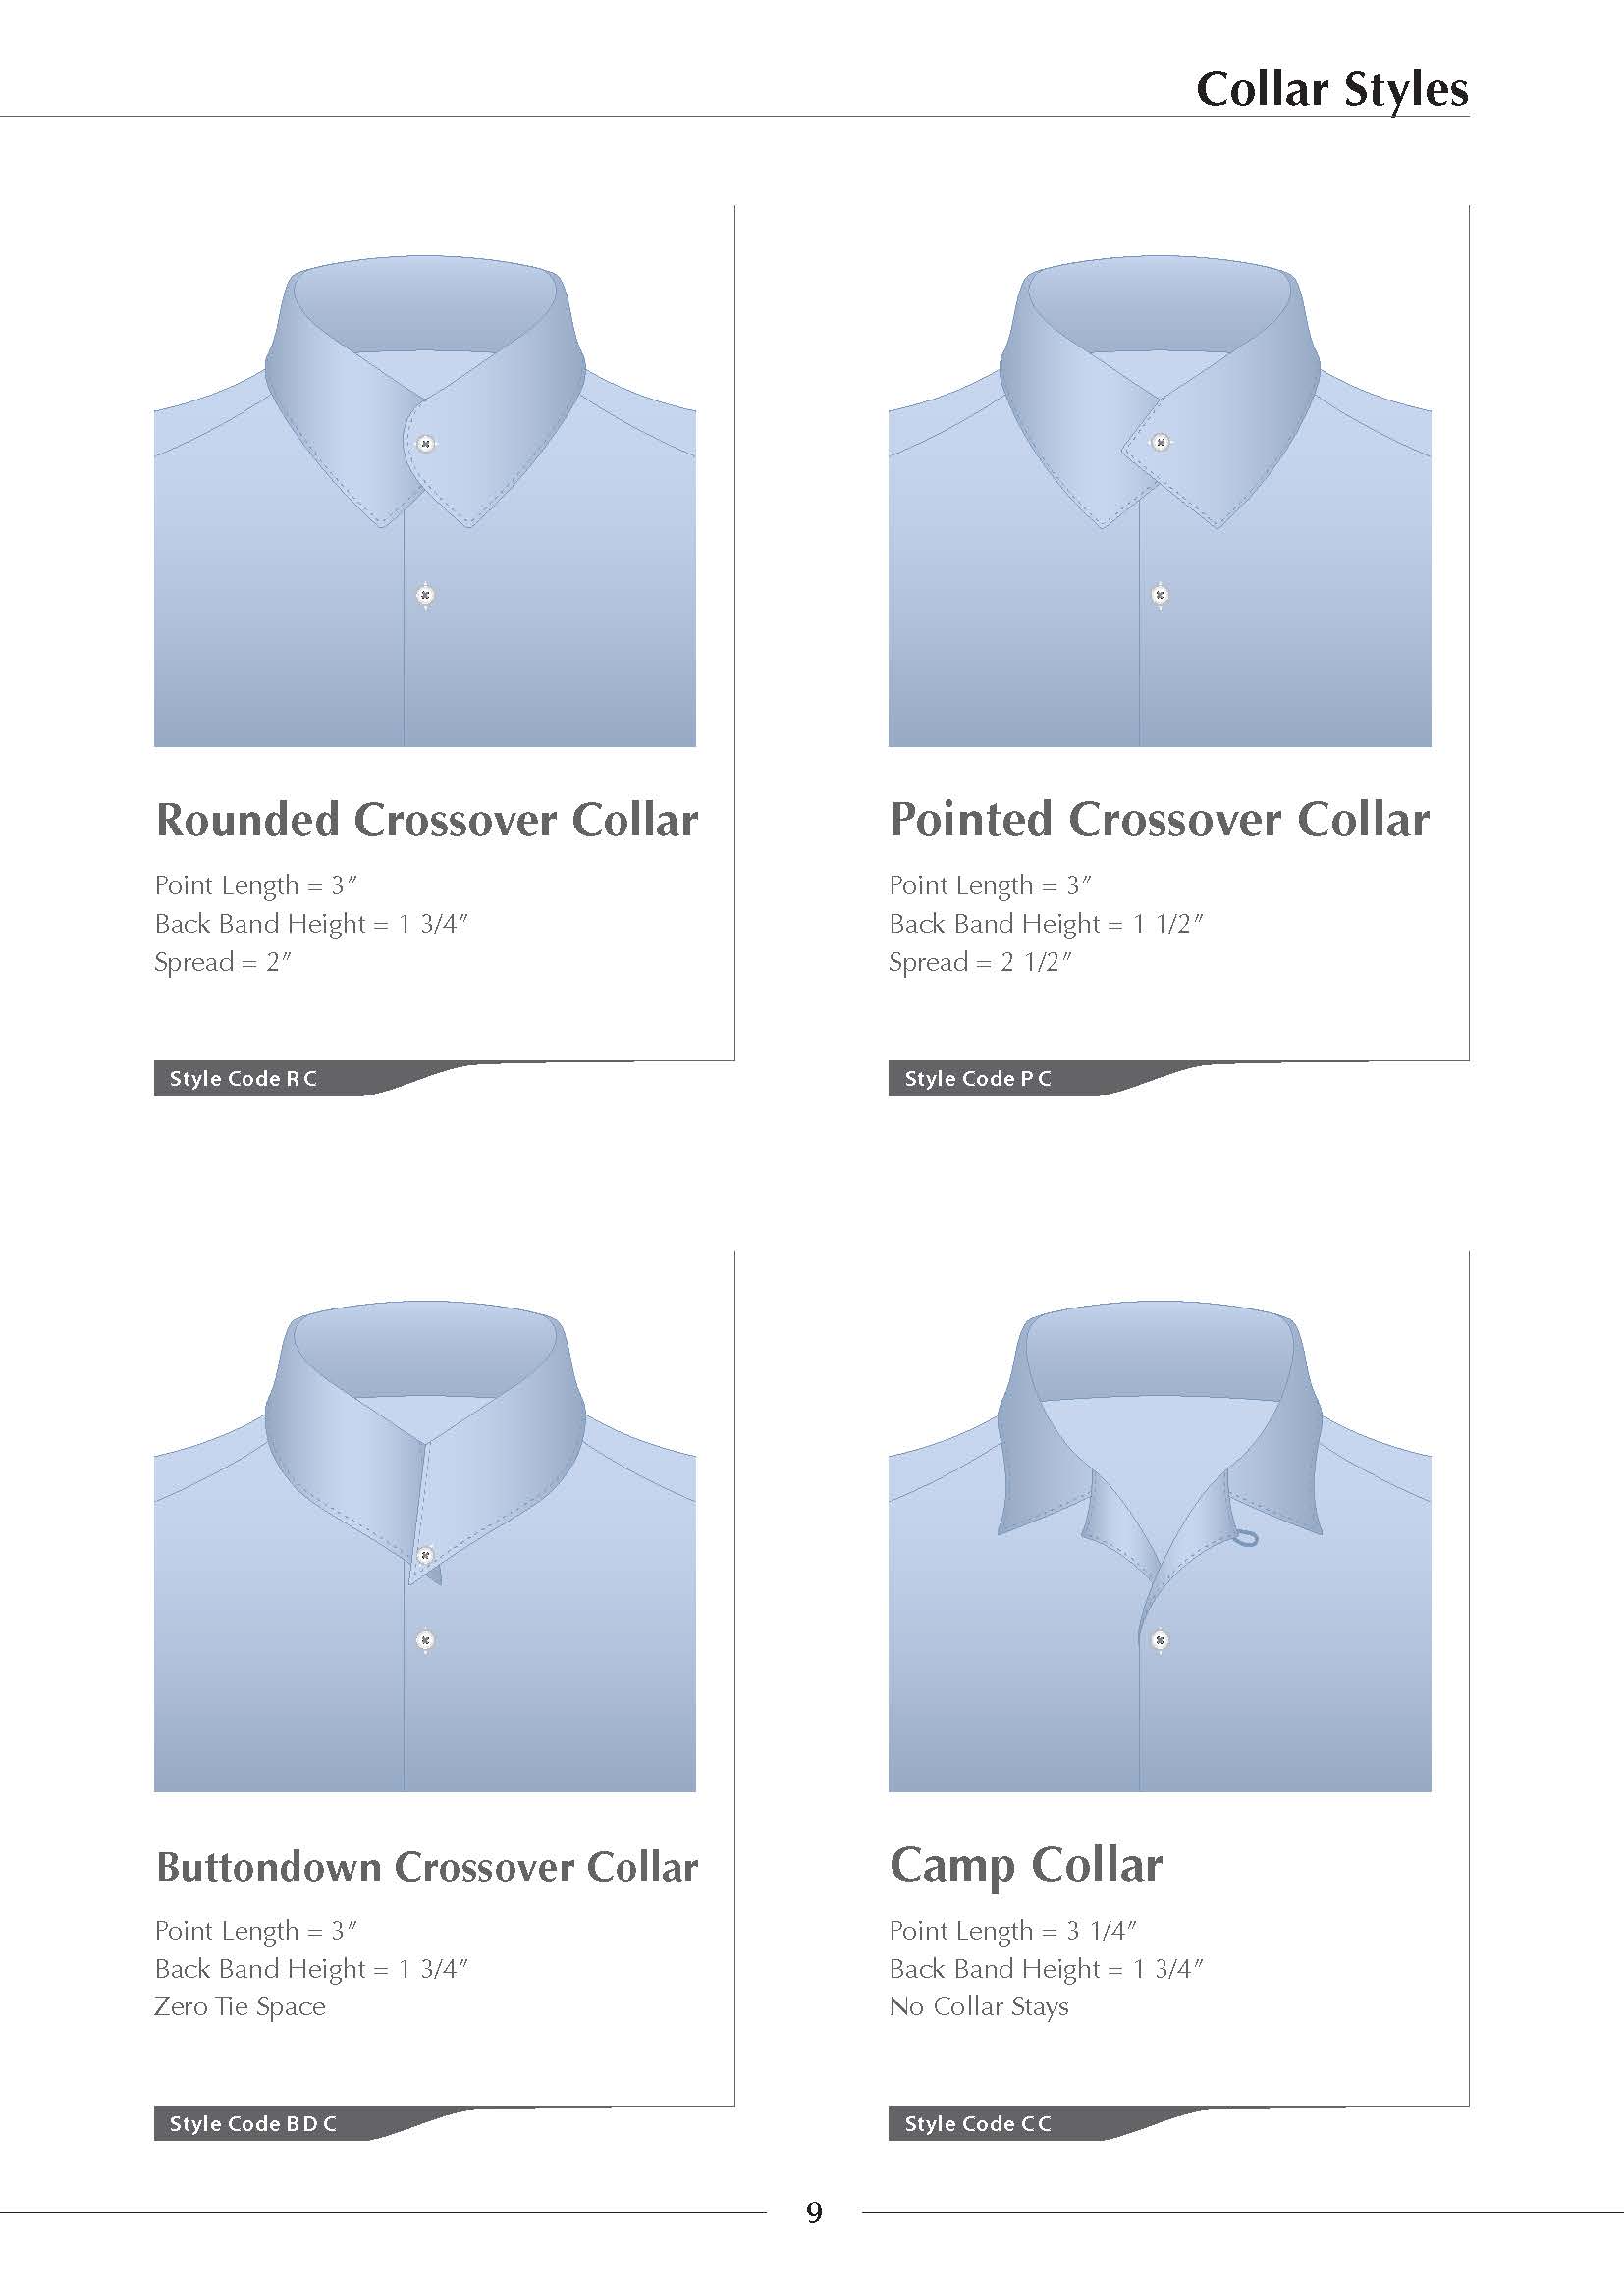 Collar Styles
Rounded Crossover Collar
Point Length = 3″
Back Band Height = 1 3/4″
Spread = 2″
Style Code R C
Pointed Crossover Collar
Point Length = 3″
Back Band Height = 1 1/2″
Spread = 2 1/2″
Style Code P C
Buttondown Crossover Collar
Point Length = 3″
Back Band Height = 1 3/4″
Zero Tie Space
Style Code B D C
Camp Collar
Point Length = 3 1/4″
Back Band Height = 1 3/4″
No Collar Stays
Style Code C C
9